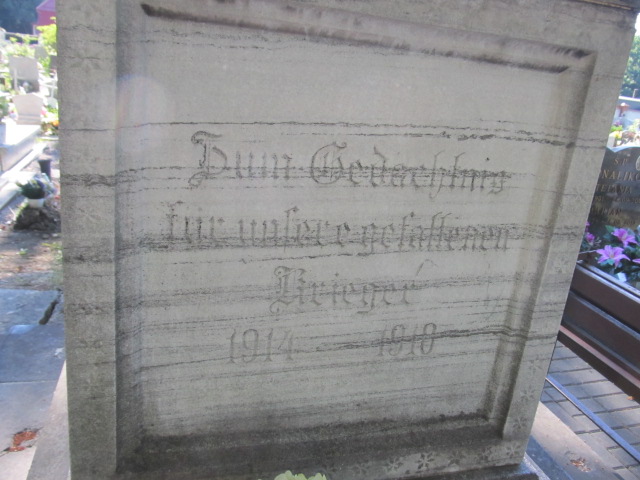 Zum Gedächtnis
für unsere gefallenen
Krieger
1914 1918